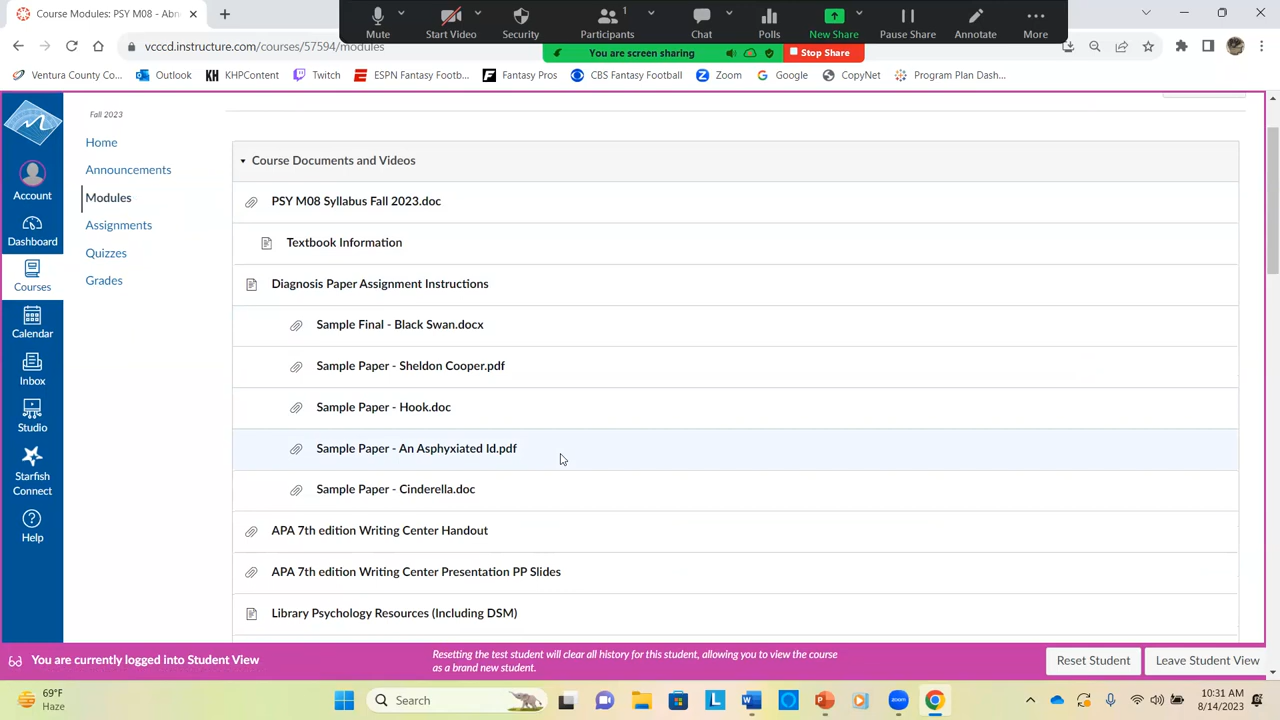 Course Modules: PSY M08 - Abn
Mute
Start Video
Security
1
Participants
Chat
Polls
New Share
Pause Share
Annotate
More
vcccd.instructure.com/courses/57594/modules
You are screen sharing
Stop Share
Ventura County Co...
Outlook
KHPContent
Twitch
ESPN Fantasy Footb...
Fantasy Pros
CBS Fantasy Football
Zoom
Google
CopyNet
Program Plan Dash...
Account
Dashboard
Courses
Calendar
Inbox
Studio
Starfish
Connect
Help
Fall 2023
Home
Announcements
Modules
Assignments
Quizzes
Grades
Course Documents and Videos
PSY M08 Syllabus Fall 2023.doc
Textbook Information
Diagnosis Paper Assignment Instructions
Sample Final - Black Swan.docx
Sample Paper - Sheldon Cooper.pdf
Sample Paper - Hook.doc
Sample Paper - An Asphyxiated Id.pdf
Sample Paper - Cinderella.doc
APA 7th edition Writing Center Handout
APA 7th edition Writing Center Presentation PP Slides
Library Psychology Resources (Including DSM)
You are currently logged into Student View
Resetting the test student will clear all history for this student, allowing you to view the course
as a brand new student.
Reset Student
Leave Student View
69°F
Haze
Search
10:31 AM
8/14/2023